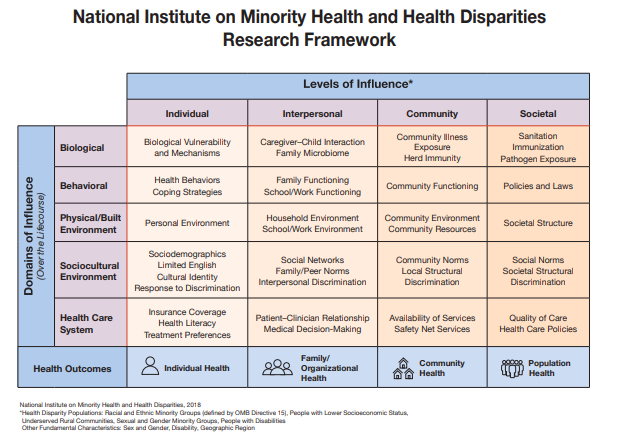 National Institute on Minority Health and Health Disparities
Research Framework
Levels of Influence*
Individual
Interpersonal
Community
Societal
Domains of Influence
(Over the Lifecourse)
Biological
Biological Vulnerability
and Mechanisms
Caregiver–Child Interaction
Family Microbiome
Community Illness
Exposure
Herd Immunity
Sanitation
Immunization
Pathogen Exposure
Behavioral
Health Behaviors
Coping Strategies
Family Functioning
School/Work Functioning
Community Functioning
Policies and Laws
Physical/Built
Environment
Personal Environment
Household Environment
School/Work Environment
Community Environment
Community Resources
Societal Structure
Sociocultural
Environment
Sociodemographics
Limited English
Cultural Identity
Response to Discrimination
Social Networks
Family/Peer Norms
Interpersonal Discrimination
Community Norms
Local Structural
Discrimination
Social Norms
Societal Structural
Discrimination
Health Care
System
Insurance Coverage
Health Literacy
Treatment Preferences
Patient–Clinician Relationship
Medical Decision-Making
Availability of Services
Safety Net Services
Quality of Care
Health Care Policies
Health Outcomes
Individual Health
Family/
Organizational
Health
Community
Health
Population
Health
National Institute on Minority Health and Health Disparities, 2018
*Health Disparity Populations: Racial and Ethnic Minority Groups (defined by OMB Directive 15), People with Lower Socioeconomic Status,
Underserved Rural Communities, Sexual and Gender Minority Groups, People with Disabilities
Other Fundamental Characteristics: Sex and Gender, Disability, Geographic Region